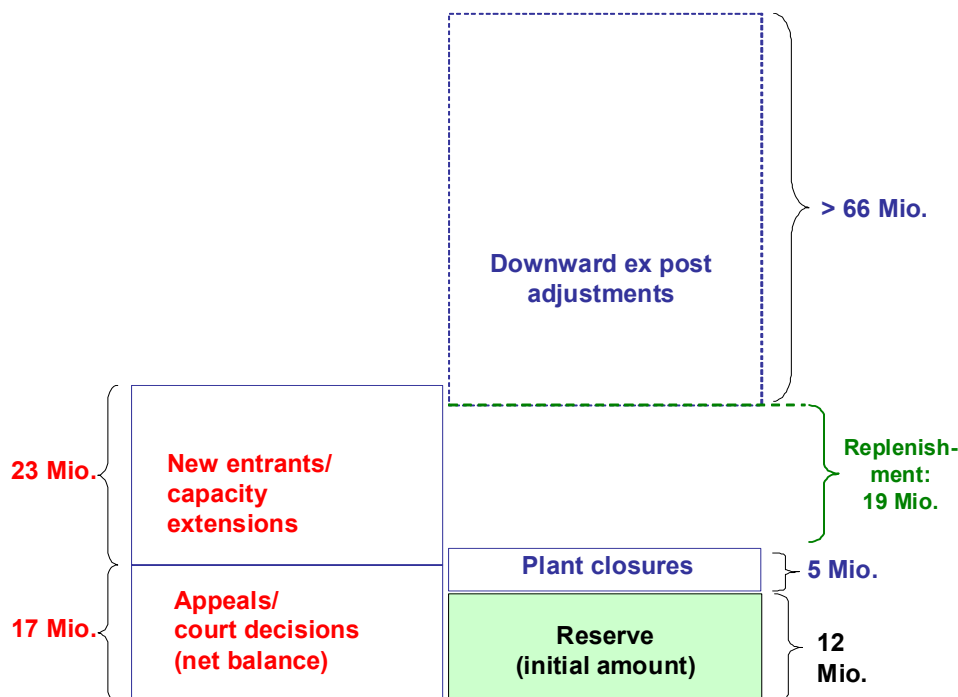 > 66 Mio.
Downward ex post
adjustments
23 Mio.
New entrants/
capacity
extensions
Replenish-
ment:
19 Mio.
Plant closures
5 Mio.
17 Mio.
Appeals/
court decisions
(net balance)
Reserve
(initial amount)
12
Mio.